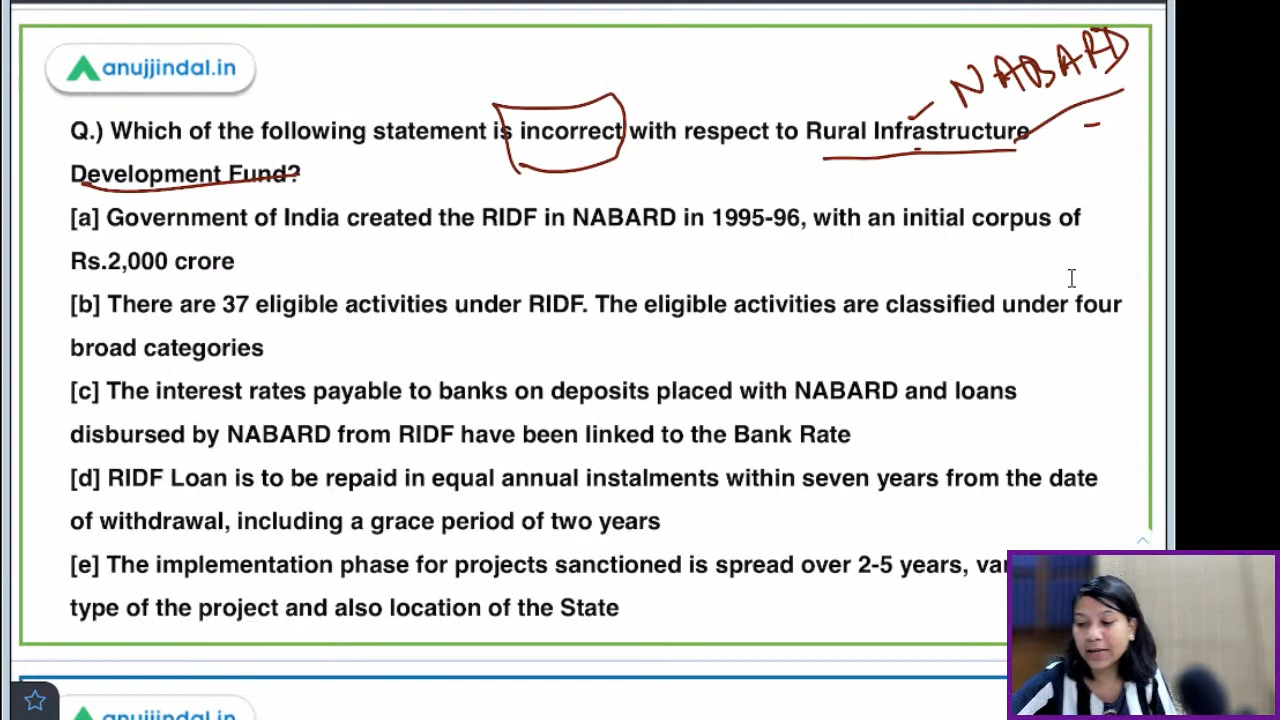 anujjindal.in
NABARD
Q.) Which of the following statement is incorrect with respect to Rural Infrastructure
Development Fund?
[a] Government of India created the RIDF in NABARD in 1995-96, with an initial corpus of
Rs.2,000 crore
[b] There are 37 eligible activities under RIDF. The eligible activities are classified under four
broad categories
[c] The interest rates payable to banks on deposits placed with NABARD and loans
disbursed by NABARD from RIDF have been linked to the Bank Rate
[d] RIDF Loan is to be repaid in equal annual instalments within seven years from the date
of withdrawal, including a grace period of two years
[e] The implementation phase for projects sanctioned is spread over 2-5 years,
type of the project and also location of the State
anujjindal.in